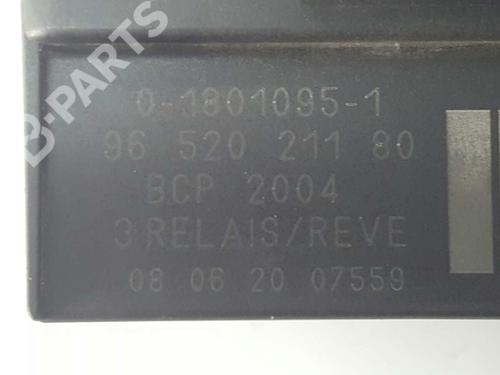 B-PARTS
0-1801095-1
96 520 211 80
BCP 2004
3 RELAIS/REVE
08 06 20 07559